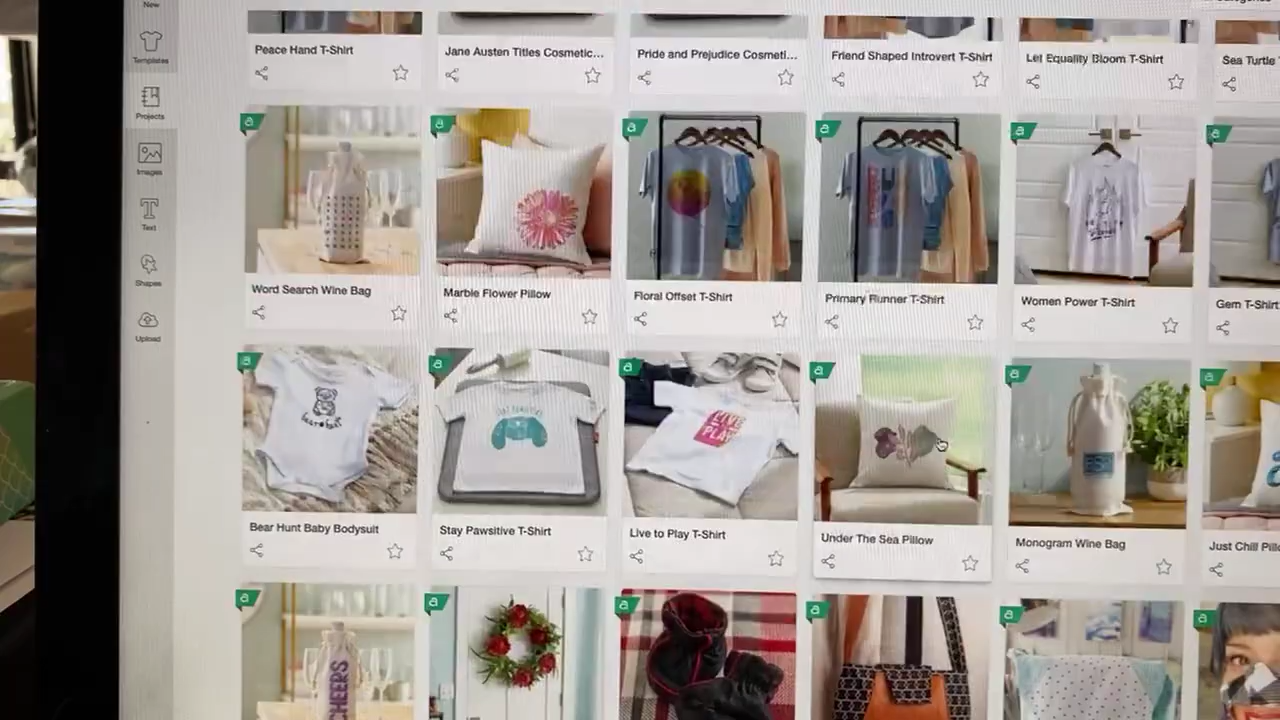 New
Templates
Projects
Images
Text
Shapes
Upload
Peace Hand T-Shirt
Jane Austen Titles Cosmetic...
Pride and Prejudice Cosmeti...
Friend Shaped Introvert T-Shirt
Let Equality Bloom T-Shirt
Sea Turtle
Word Search Wine Bag
Marble Flower Pillow
Floral Offset T-Shirt
Primary Runner T-Shirt
Women Power T-Shirt
Gem T-Shirt
LIVE
PLAY
Bear Hunt Baby Bodysuit
Stay Pawsitive T-Shirt
Live to Play T-Shirt
Under The Sea Pillow
Monogram Wine Bag
Just Chill
CHEERS